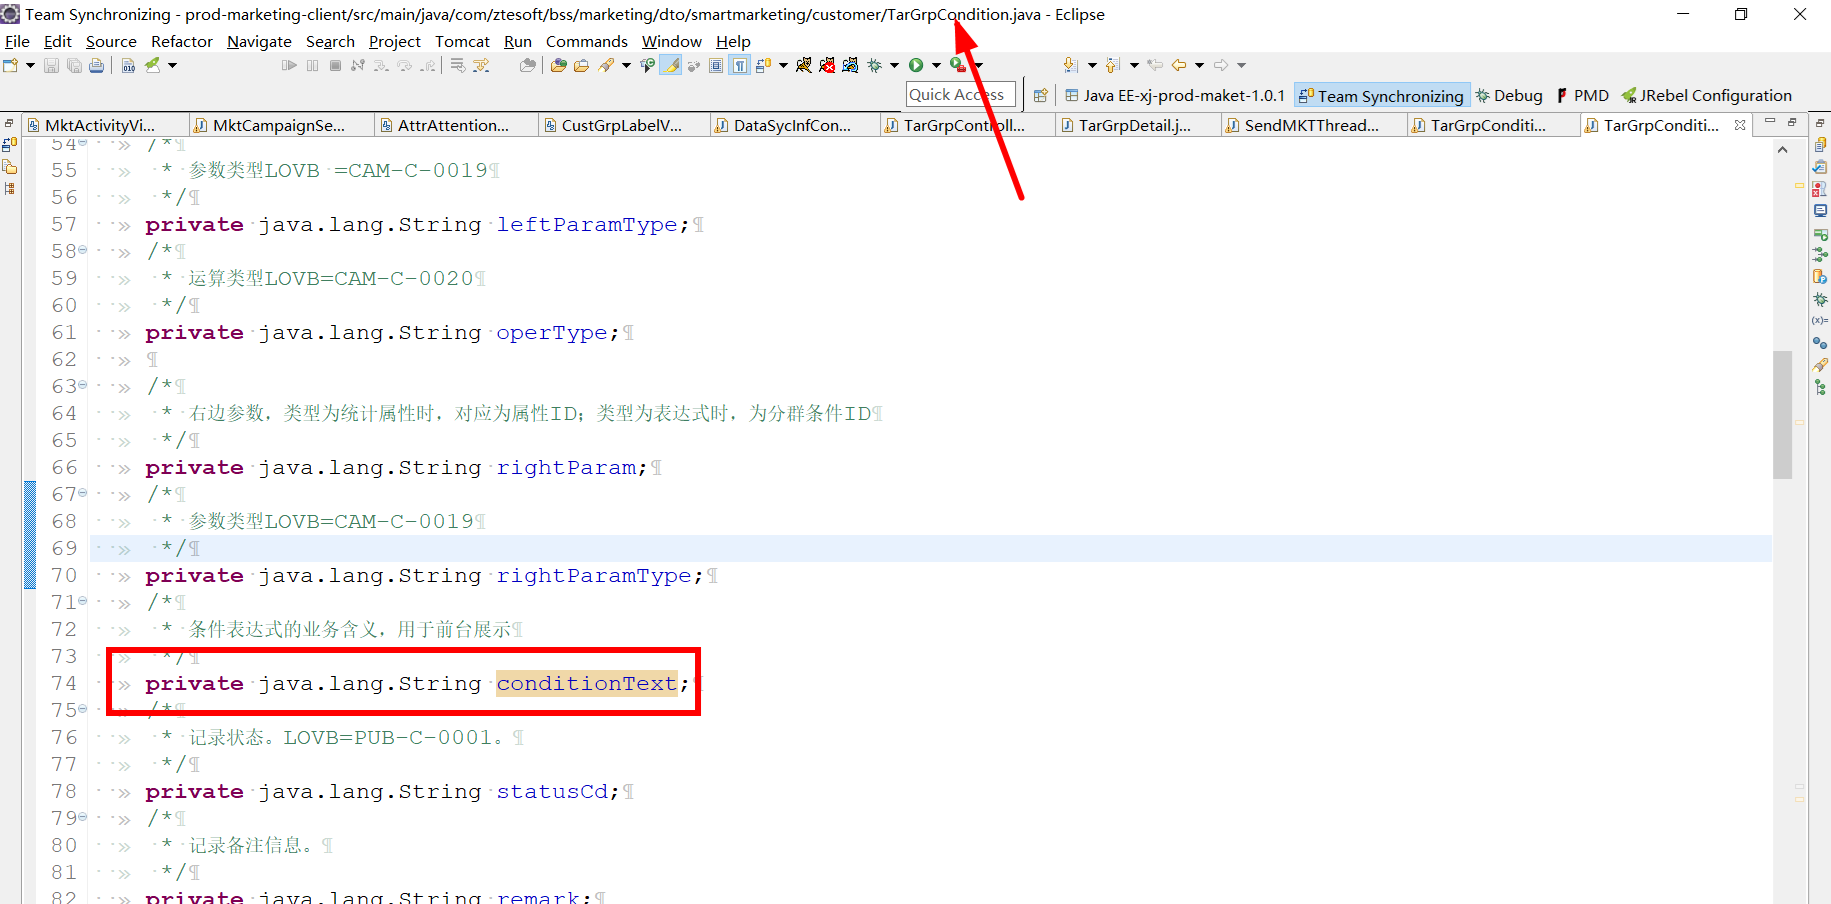 Team Synchronizing - prod-marketing-client/src/main/java/com/ztesoft/bss/marketing/dto/smartmarketing/customer/TarGrpCondition.java - Eclipse
File Edit Source Refactor Navigate Search Project Tomcat Run Commands Window Help
Quick Access Java EE-xj-prod-maket-1.0.1 Team Synchronizing Debug PMD JRebel Configuration
MktActivityVi... MktCampaignSe... AttrAttention... CustGrpLabelV... DataSycInfCon... TarGrpControll... TarGrpDetail.j... SendMKTThread... TarGrpConditi... TarGrpConditi...
54 /*
55 * 参数类型LOVB =CAM-C-0019
56 */
57 private java.lang.String leftParamType;
58 /*
59 * 运算类型LOVB=CAM-C-0020
60 */
61 private java.lang.String operType;
62
63 /*
64 * 右边参数，类型为统计属性时，对应为属性ID；类型为表达式时，为分群条件ID
65 */
66 private java.lang.String rightParam;
67 /*
68 * 参数类型LOVB=CAM-C-0019
69 */
70 private java.lang.String rightParamType;
71 /*
72 * 条件表达式的业务含义，用于前台展示
73 */
74 private java.lang.String conditionText;
75 /*
76 * 记录状态。LOVB=PUB-C-0001。
77 */
78 private java.lang.String statusCd;
79 /*
80 * 记录备注信息。
81 */
82 private java.lang.String remark;